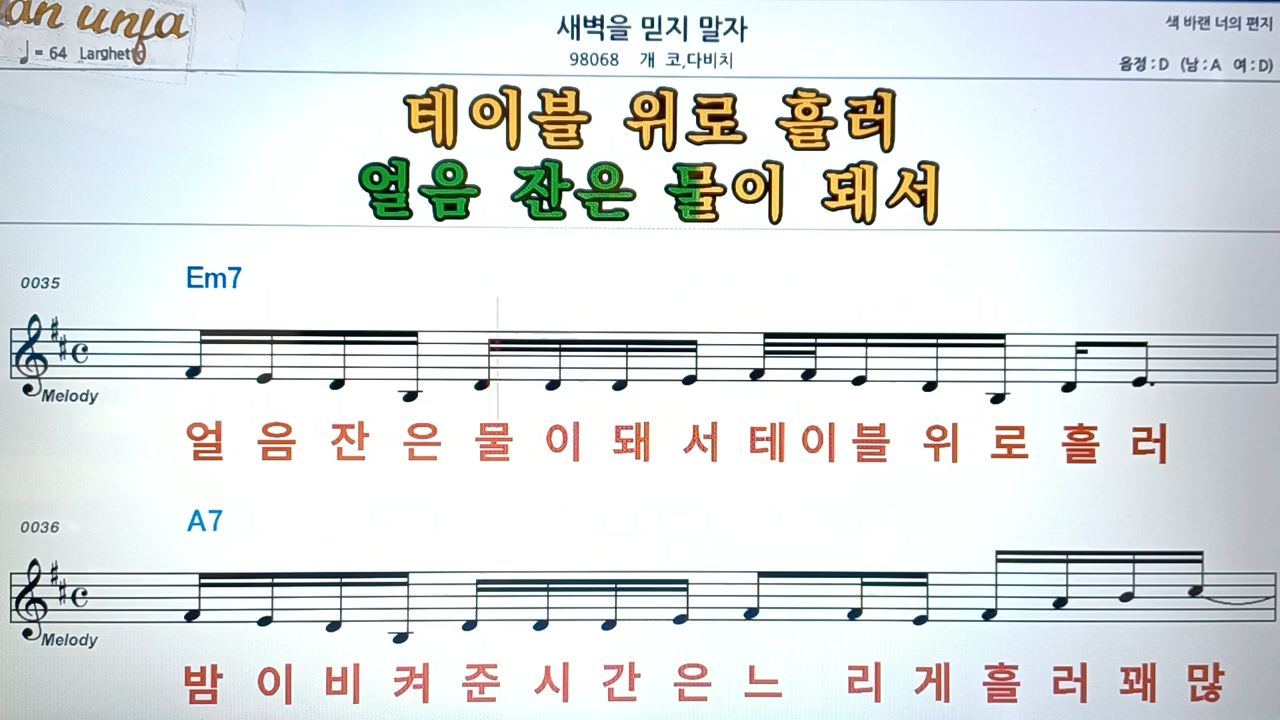 an unfa
♩= 64 Larghetto
새벽을 믿지 말자
98068 개 코,다비치
색 바랜 너의 편지
음정 : D (남 : A 여 : D)
테이블 위로 흘러
얼음 잔은 물이 돼서
0035
Em7
Melody
얼 음 잔 은 물 이 돼 서 테 이 블 위 로 흘 러
0036
A7
Melody
밤 이 비 켜 준 시 간 은 느 리 게 흘 러 꽤 많